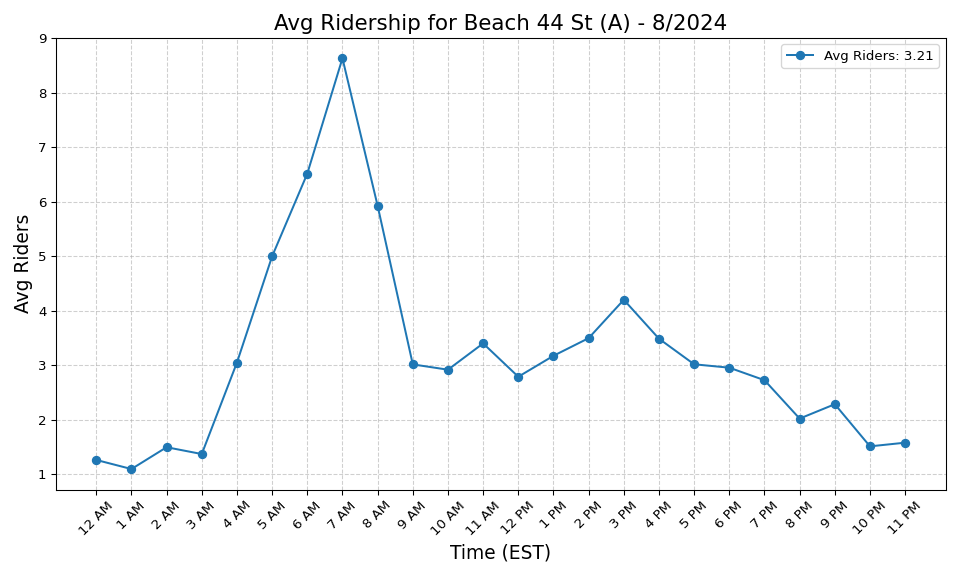 Avg Ridership for Beach 44 St (A) - 8/2024
Avg Riders: 3.21
Avg Riders
9
8
7
6
5
4
3
2
1
12 AM
1 AM
2 AM
3 AM
4 AM
5 AM
6 AM
7 AM
8 AM
9 AM
10 AM
11 AM
12 PM
1 PM
2 PM
3 PM
4 PM
5 PM
6 PM
7 PM
8 PM
9 PM
10 PM
11 PM
Time (EST)